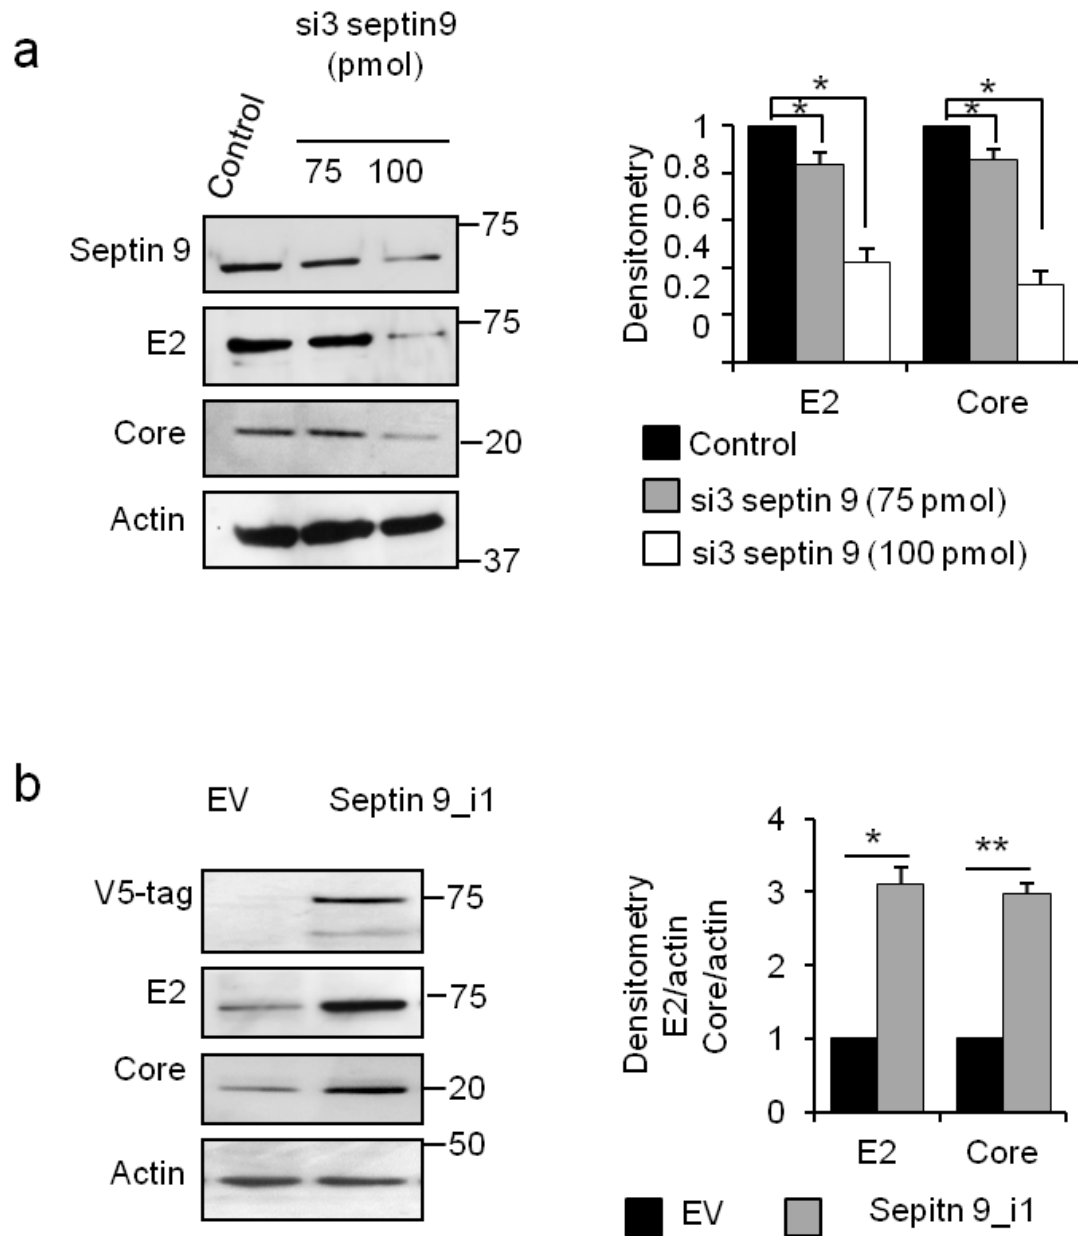 a
si3 septin9
(pmol)
Control
75 100
Septin 9
75
E2
75
Core
20
Actin
37
* *
* *
Densitometry
1
0.8
0.6
0.4
0.2
0
E2 Core
Control
si3 septin 9 (75 pmol)
si3 septin 9 (100 pmol)
b
EV Septin 9_i1
V5-tag
75
E2
75
Core
20
50
Actin
Densitometry
E2/actin
Core/actin
4
3
2
1
0
* **
E2 Core
EV Sepitn 9_i1